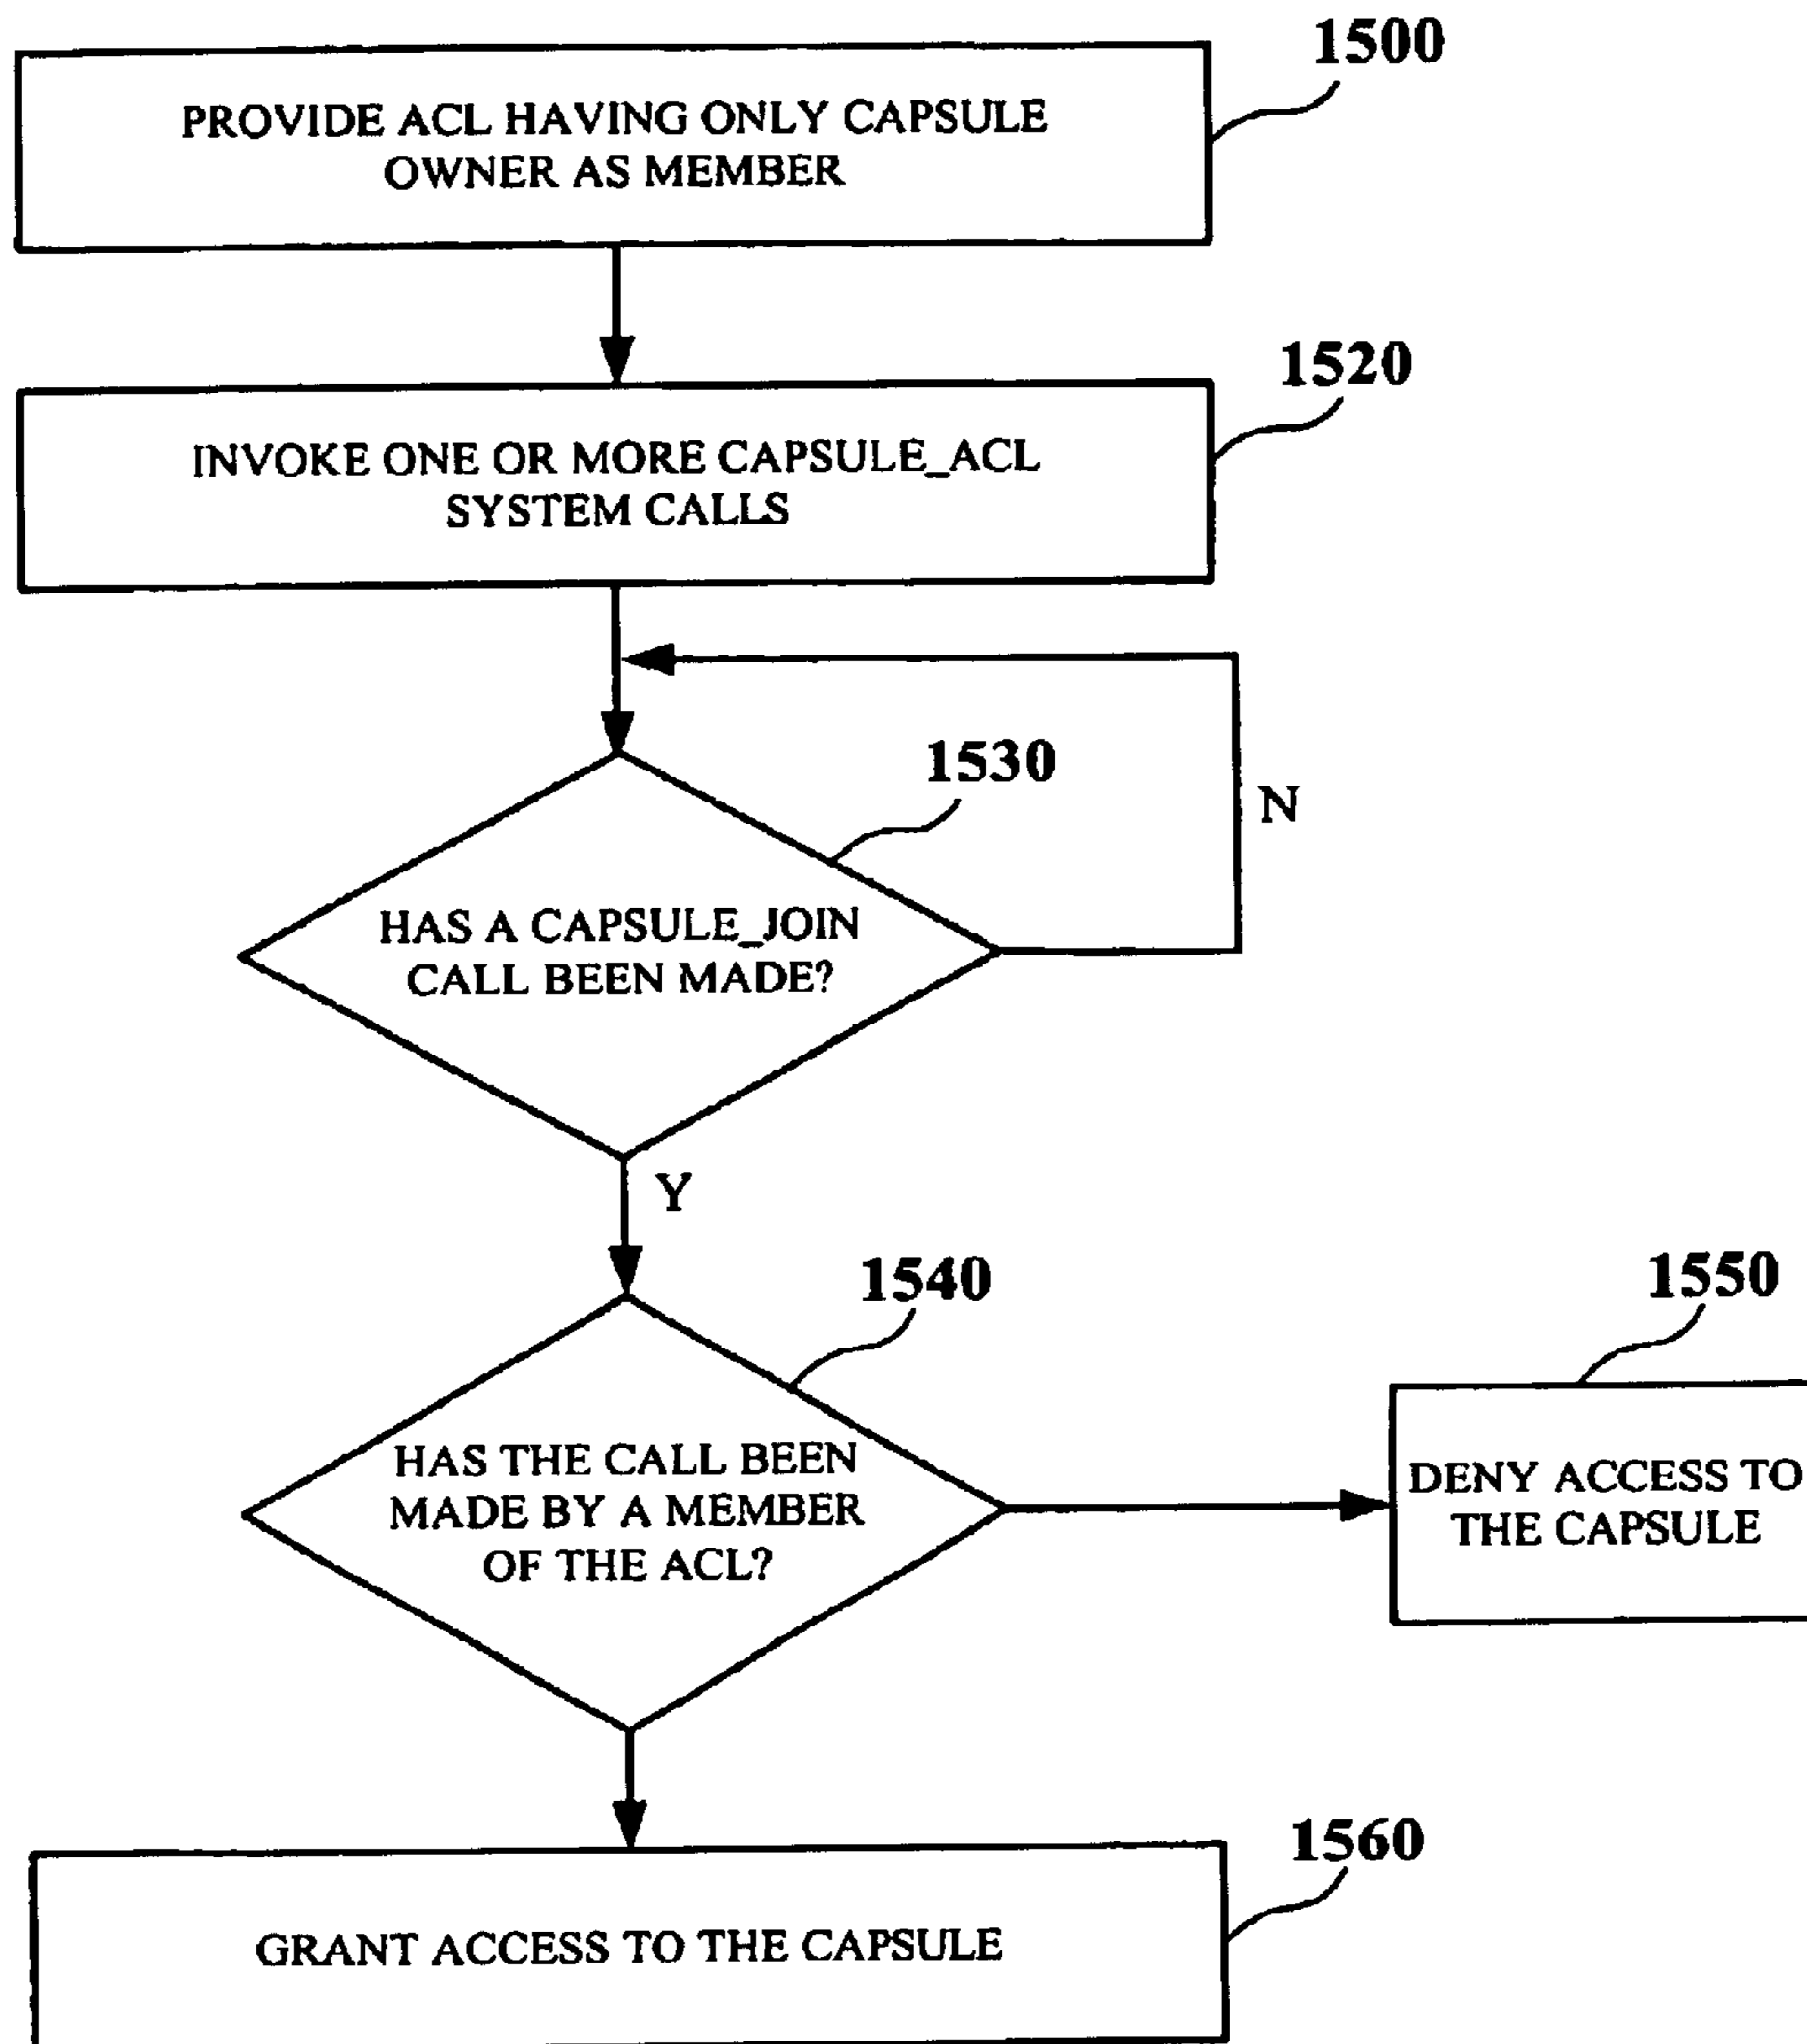 1500
PROVIDE ACL HAVING ONLY CAPSULE
OWNER AS MEMBER
1520
INVOKE ONE OR MORE CAPSULE_ACL
SYSTEM CALLS
1530
N
HAS A CAPSULE_JOIN
CALL BEEN MADE?
Y
1540
1550
HAS THE CALL BEEN
MADE BY A MEMBER
OF THE ACL?
DENY ACCESS TO
THE CAPSULE
1560
GRANT ACCESS TO THE CAPSULE